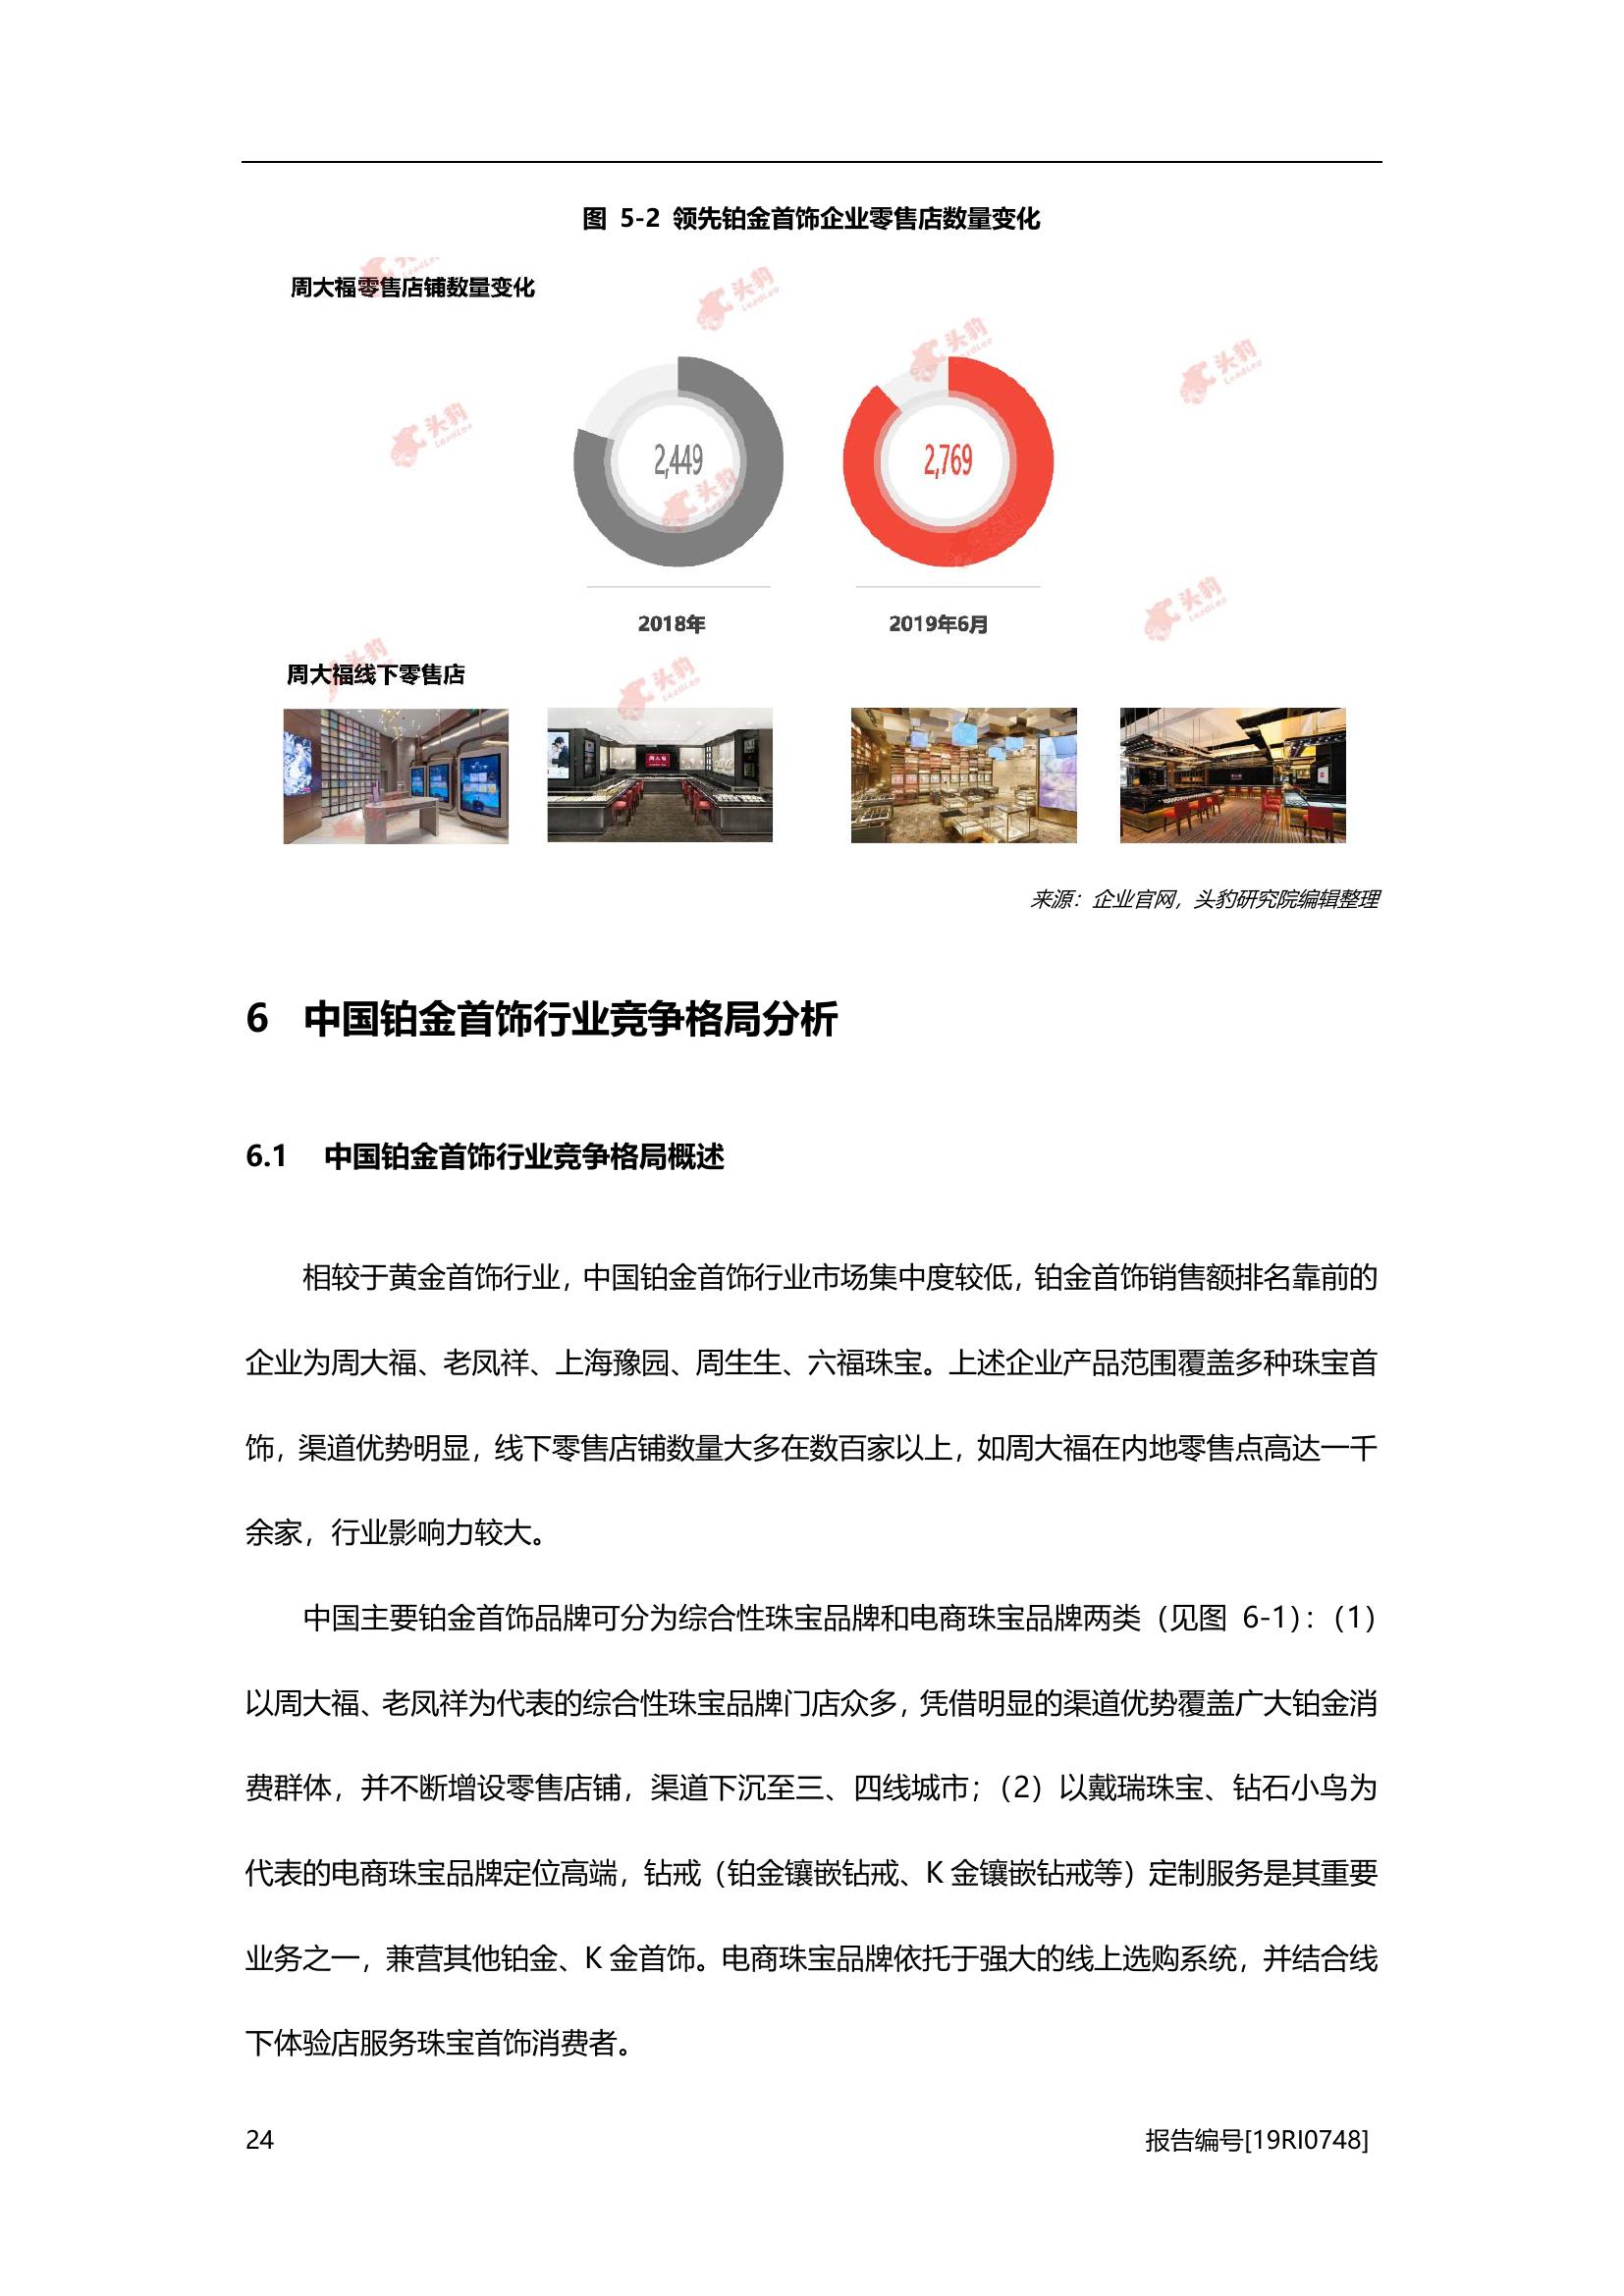 图 5-2 领先铂金首饰企业零售店数量变化
周大福零售店铺数量变化
2,449
2,769
2018年
2019年6月
周大福线下零售店
来源：企业官网，头豹研究院编辑整理
6 中国铂金首饰行业竞争格局分析
6.1 中国铂金首饰行业竞争格局概述
相较于黄金首饰行业，中国铂金首饰行业市场集中度较低，铂金首饰销售额排名靠前的
企业为周大福、老凤祥、上海豫园、周生生、六福珠宝。上述企业产品范围覆盖多种珠宝首
饰，渠道优势明显，线下零售店铺数量大多在数百家以上，如周大福在内地零售点高达一千
余家，行业影响力较大。
中国主要铂金首饰品牌可分为综合性珠宝品牌和电商珠宝品牌两类（见图 6-1）：（1）
以周大福、老凤祥为代表的综合性珠宝品牌门店众多，凭借明显的渠道优势覆盖广大铂金消
费群体，并不断增设零售店铺，渠道下沉至三、四线城市；（2）以戴瑞珠宝、钻石小鸟为
代表的电商珠宝品牌定位高端，钻戒（铂金镶嵌钻戒、K 金镶嵌钻戒等）定制服务是其重要
业务之一，兼营其他铂金、K 金首饰。电商珠宝品牌依托于强大的线上选购系统，并结合线
下体验店服务珠宝首饰消费者。
24
报告编号[19RI0748]
头豹
LeadLeo